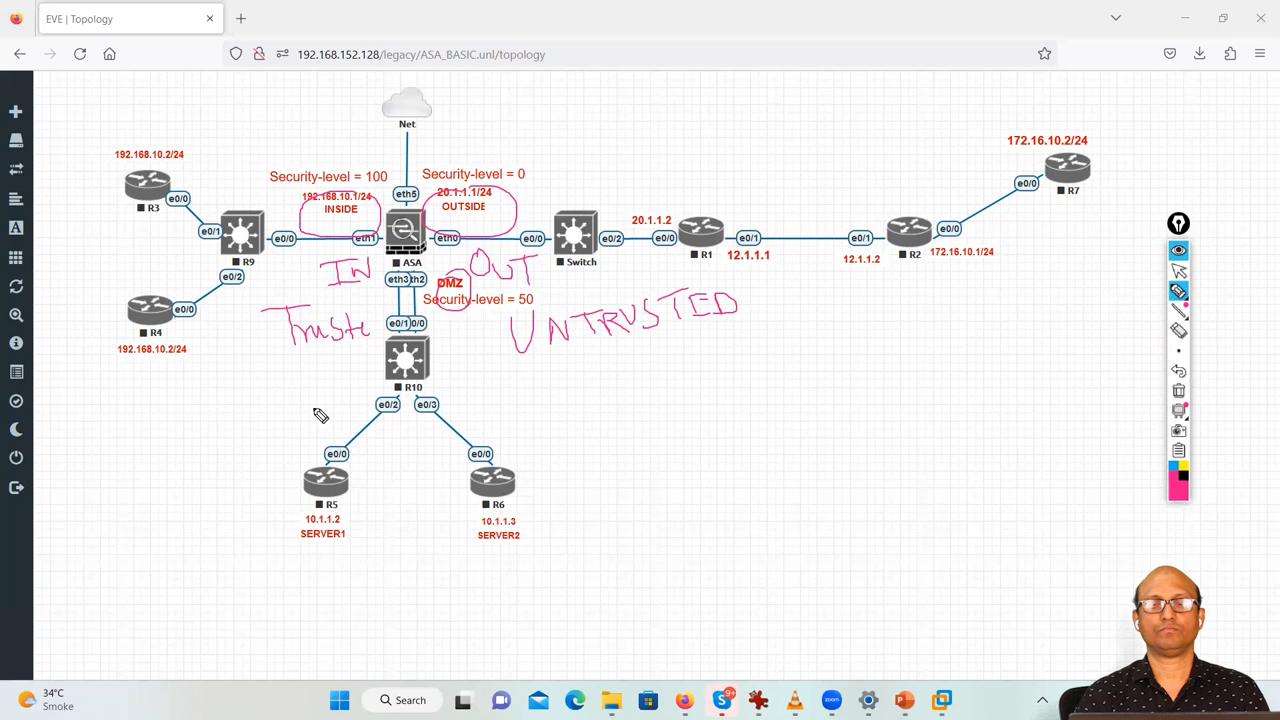 EVE | Topology
192.168.152.128/legacy/ASA_BASIC.unl/topology
Net
172.16.10.2/24
192.168.10.2/24
Security-level = 100
Security-level = 0
eth5
192.168.10.1/24
20.1.1.1/24
INSIDE
OUTSIDE
R3
e0/0
e0/0
R7
e0/1
e0/0
eth1
eth0
e0/0
e0/2
20.1.1.2
e0/0
e0/1
e0/1
e0/0
R9
ASA
Switch
R1
12.1.1.1
12.1.1.2
R2
172.16.10.1/24
e0/2
IN
OUT
eth3
th2
DMZ
Security-level = 50
R4
e0/0
Truste
UNTRUSTED
e0/1
0/0
192.168.10.2/24
R10
e0/2
e0/3
e0/0
e0/0
R5
R6
10.1.1.2
10.1.1.3
SERVER1
SERVER2
34°C
Smoke
Search
9+
zoom